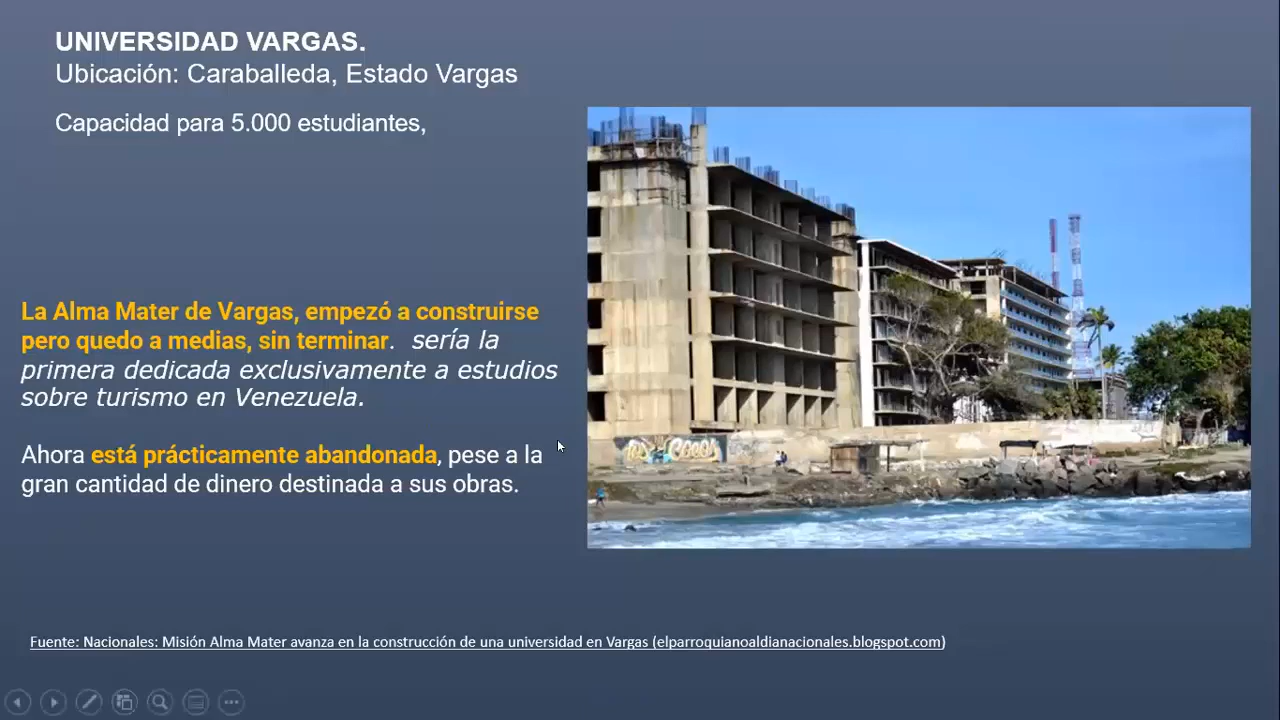 UNIVERSIDAD VARGAS.
Ubicación: Caraballeda, Estado Vargas
Capacidad para 5.000 estudiantes,
La Alma Mater de Vargas, empezó a construirse
pero quedo a medias, sin terminar. sería la
primera dedicada exclusivamente a estudios
sobre turismo en Venezuela.
Ahora está prácticamente abandonada, pese a la
gran cantidad de dinero destinada a sus obras.
Fuente: Nacionales: Misión Alma Mater avanza en la construcción de una universidad en Vargas (elparroquianoaldianacionales.blogspot.com)